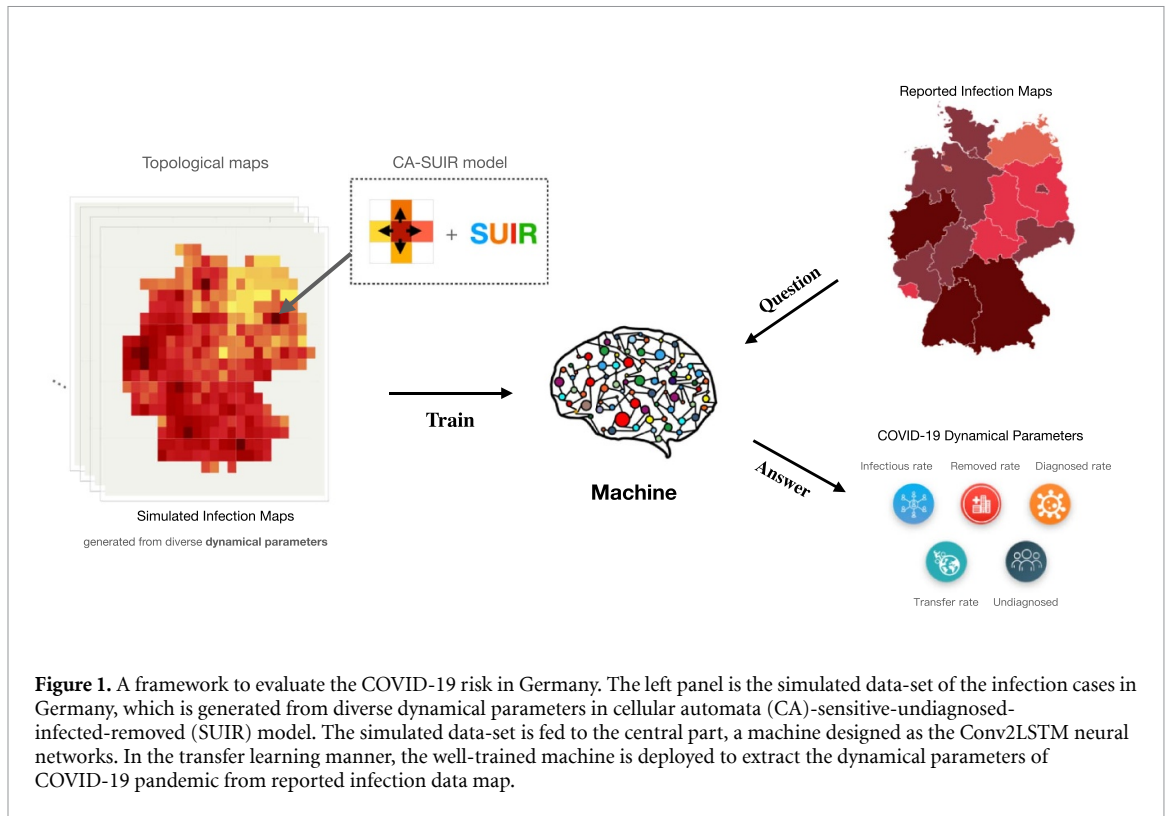 Reported Infection Maps
Topological maps
CA-SUIR model
+ SUIR
Question
Train
Machine
Answer
COVID-19 Dynamical Parameters
Infectious rate Removed rate Diagnosed rate
Transfer rate Undiagnosed
...
Simulated Infection Maps
generated from diverse dynamical parameters
Figure 1. A framework to evaluate the COVID-19 risk in Germany. The left panel is the simulated data-set of the infection cases in
Germany, which is generated from diverse dynamical parameters in cellular automata (CA)-sensitive-undiagnosed-
infected-removed (SUIR) model. The simulated data-set is fed to the central part, a machine designed as the Conv2LSTM neural
networks. In the transfer learning manner, the well-trained machine is deployed to extract the dynamical parameters of
COVID-19 pandemic from reported infection data map.